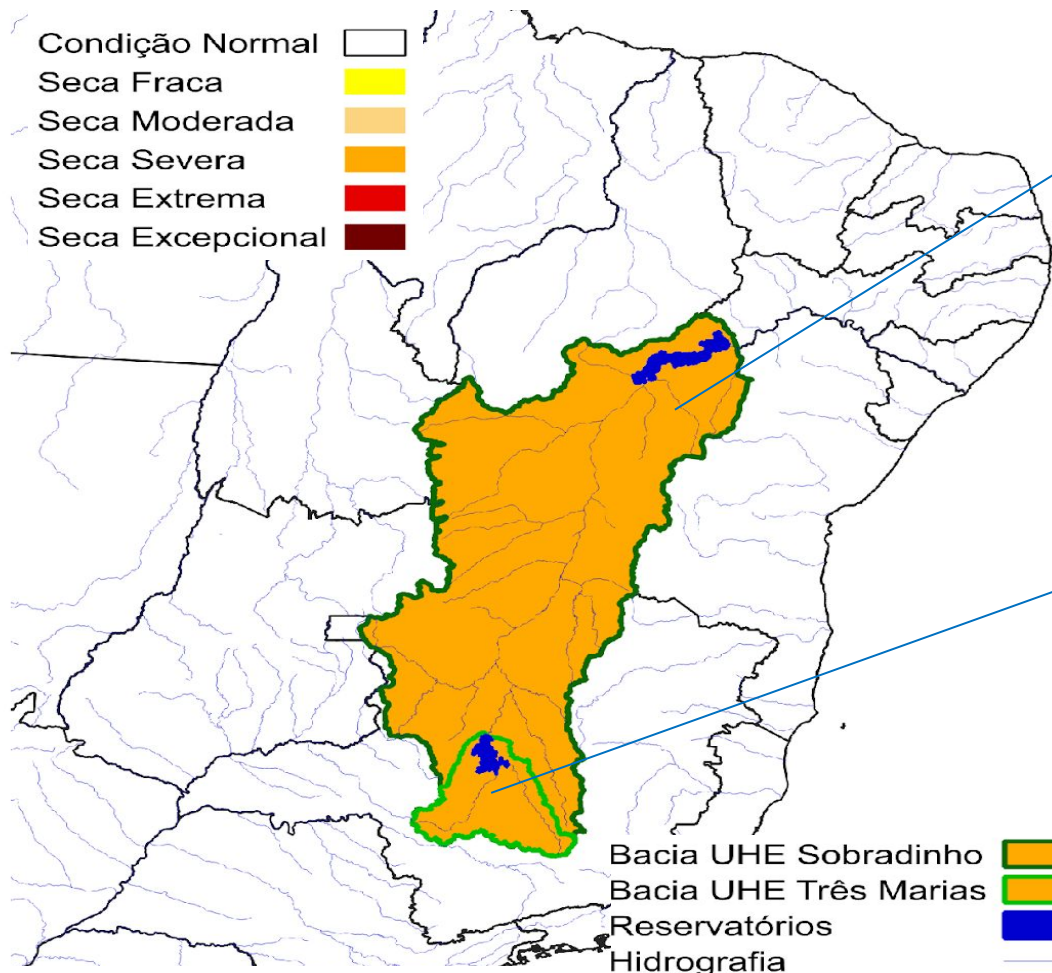 Condição Normal
Seca Fraca
Seca Moderada
Seca Severa
Seca Extrema
Seca Excepcional
Bacia UHE Sobradinho
Bacia UHE Três Marias
Reservatórios
Hidrografia